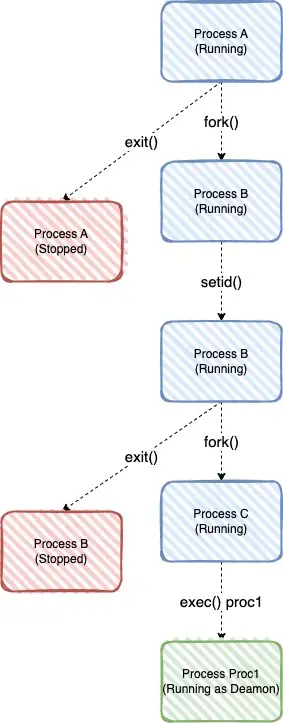 Process A
(Running)
exit()
fork()
Process A
(Stopped)
Process B
(Running)
setid()
Process B
(Running)
exit()
fork()
Process B
(Stopped)
Process C
(Running)
exec() proc1
Process Proc1
(Running as Deamon)